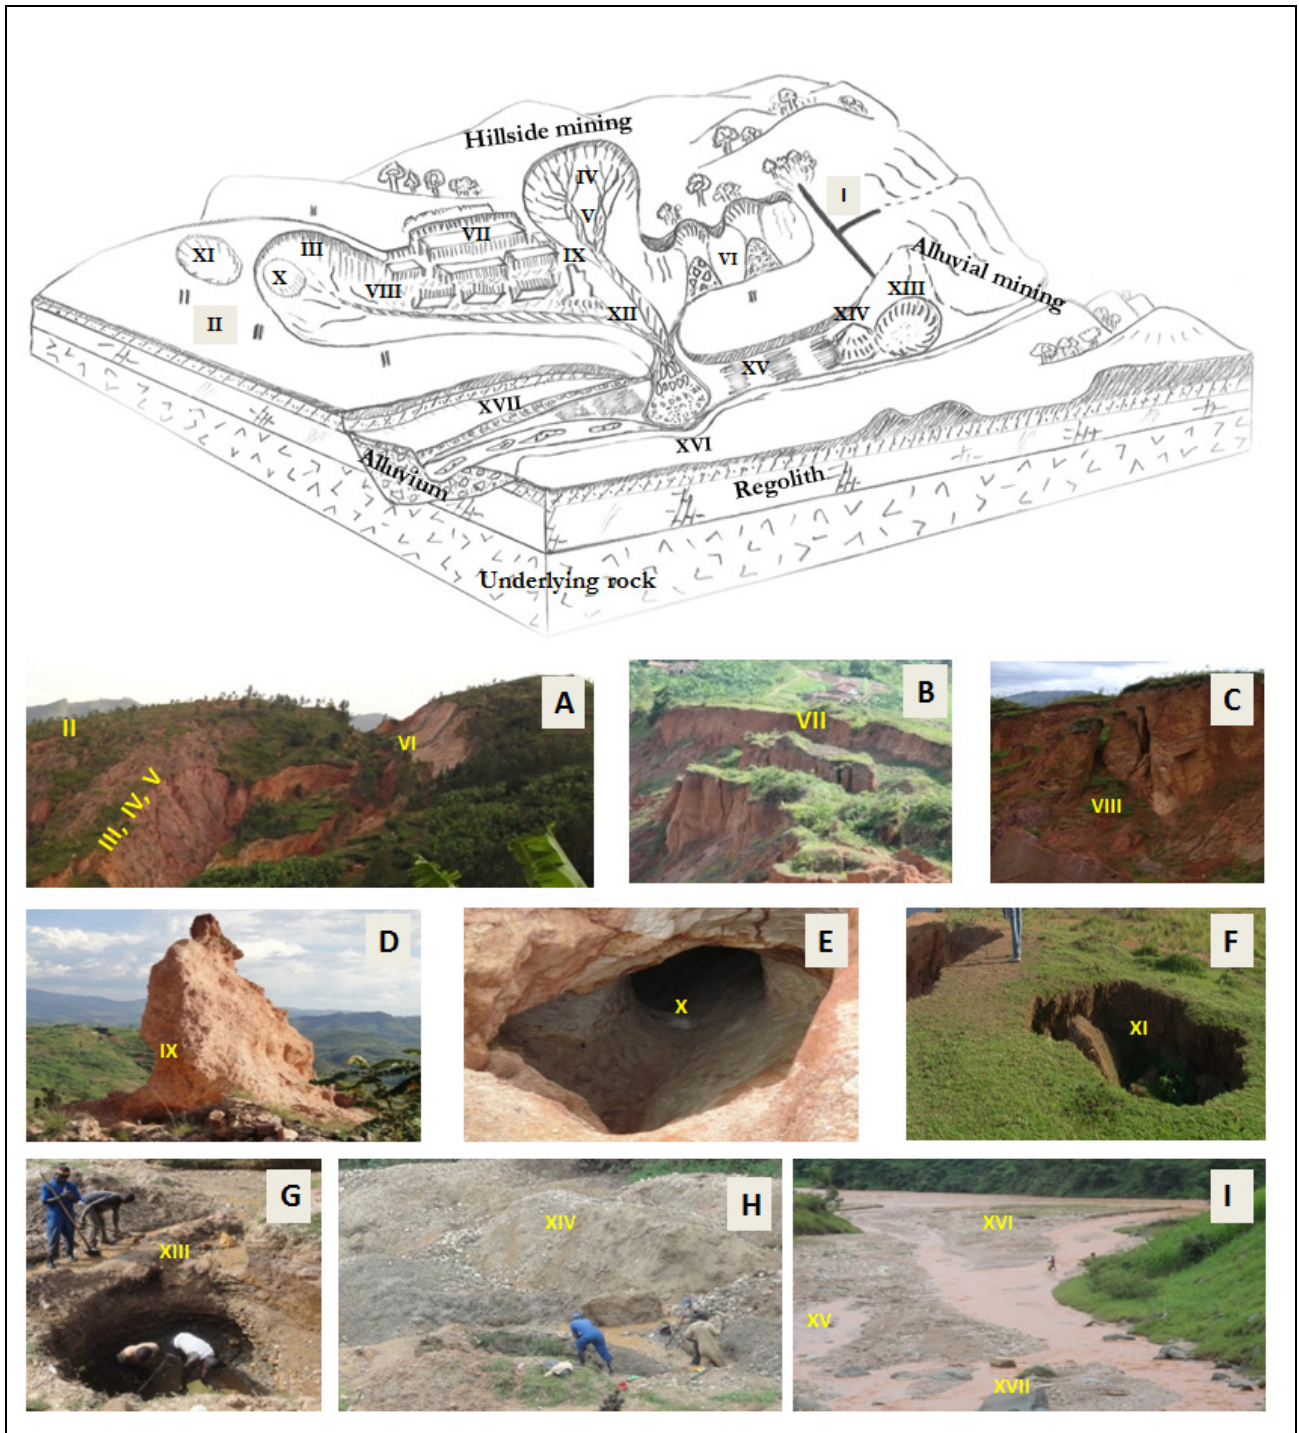 Hillside mining
IV
I
V
VII
XI
III
IX
VI
Alluvial mining
X
VIII
XIII
II
XII
XIV
XV
XVII
XVI
Alluvium
Regolith
Underlying rock
A
II
VI
III, IV, V
B
VII
C
VIII
D
IX
E
X
F
XI
G
XIII
H
XIV
I
XVI
XV
XVII